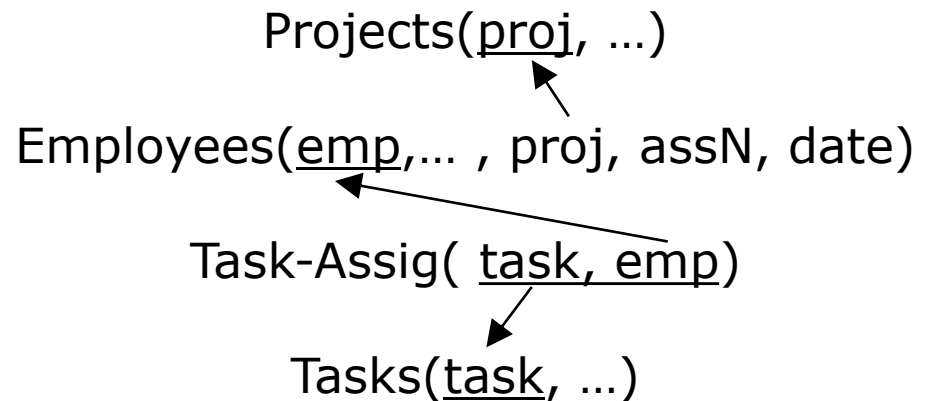 Projects(proj, …)
Employees(emp,… , proj, assN, date)
Task-Assig( task, emp)
Tasks(task, …)